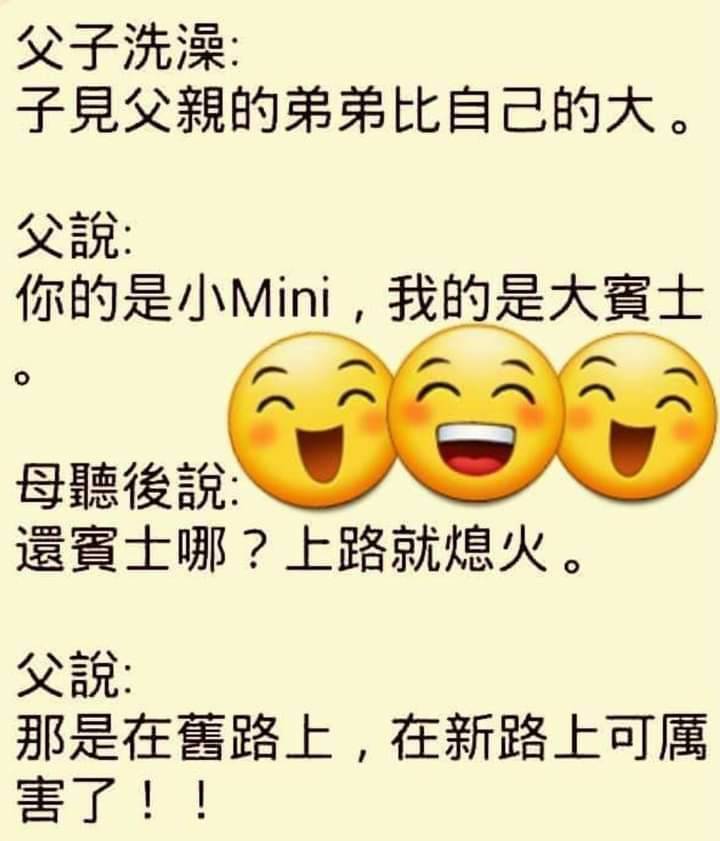 父子洗澡:
子見父親的弟弟比自己的大。
父說:
你的是小Mini，我的是大賓士
。
母聽後說:
還賓士哪？上路就熄火。
父說:
那是在舊路上，在新路上可厲
害了！！